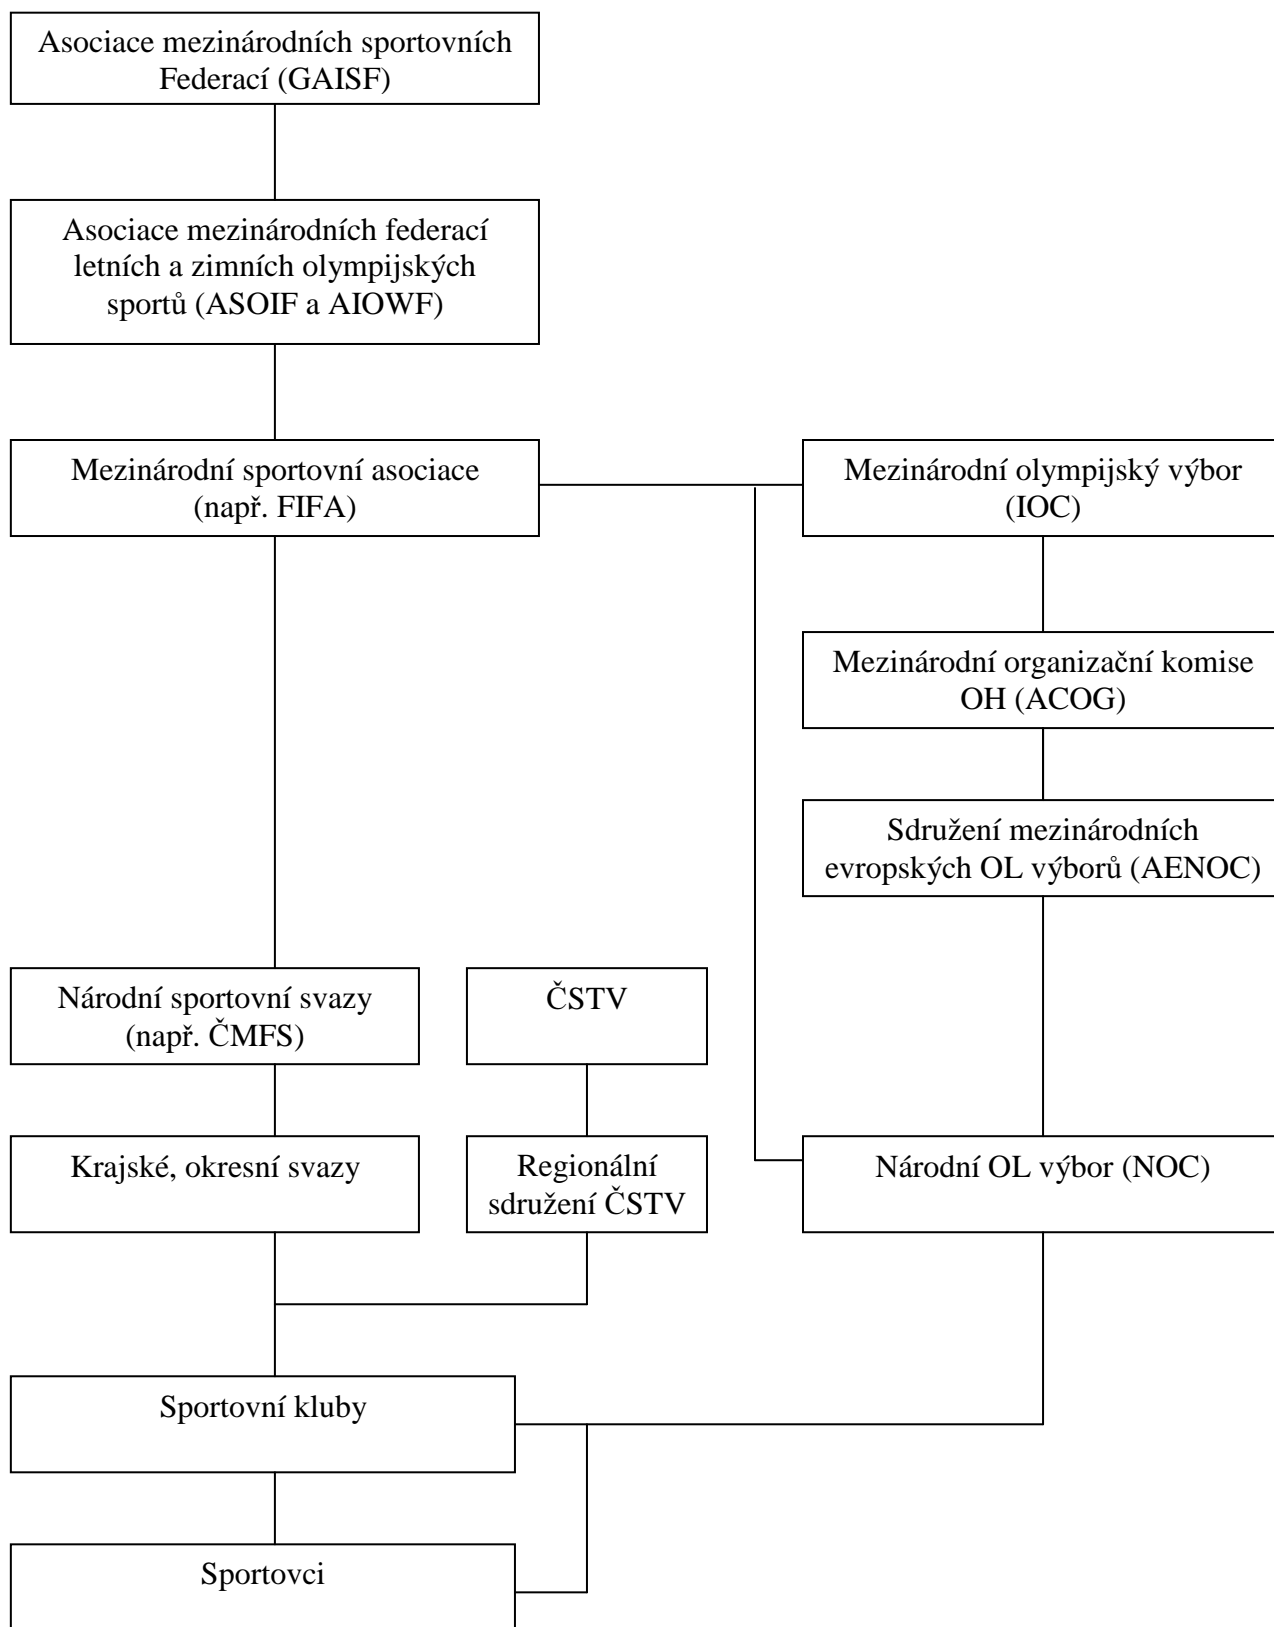 Asociace mezinárodních sportovních
Federací (GAISF)
Asociace mezinárodních federací
letních a zimních olympijských
sportů (ASOIF a AIOWF)
Mezinárodní sportovní asociace
(např. FIFA)
Mezinárodní olympijský výbor
(IOC)
Mezinárodní organizační komise
OH (ACOG)
Sdružení mezinárodních
evropských OL výborů (AENOC)
Národní sportovní svazy
(např. ČMFS)
ČSTV
Krajské, okresní svazy
Regionální
sdružení ČSTV
Národní OL výbor (NOC)
Sportovní kluby
Sportovci